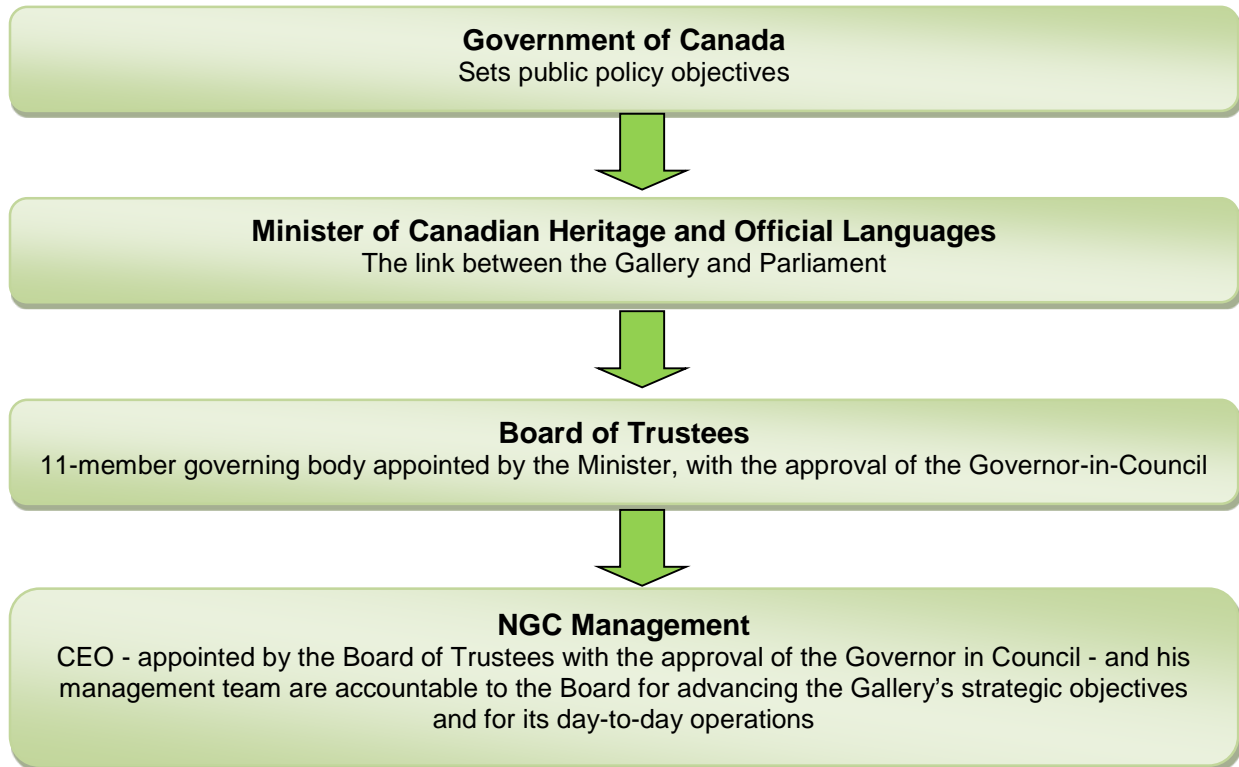 Government of Canada
Sets public policy objectives
Minister of Canadian Heritage and Official Languages
The link between the Gallery and Parliament
Board of Trustees
11-member governing body appointed by the Minister, with the approval of the Governor-in-Council
NGC Management
CEO - appointed by the Board of Trustees with the approval of the Governor in Council - and his
management team are accountable to the Board for advancing the Gallery's strategic objectives
and for its day-to-day operations